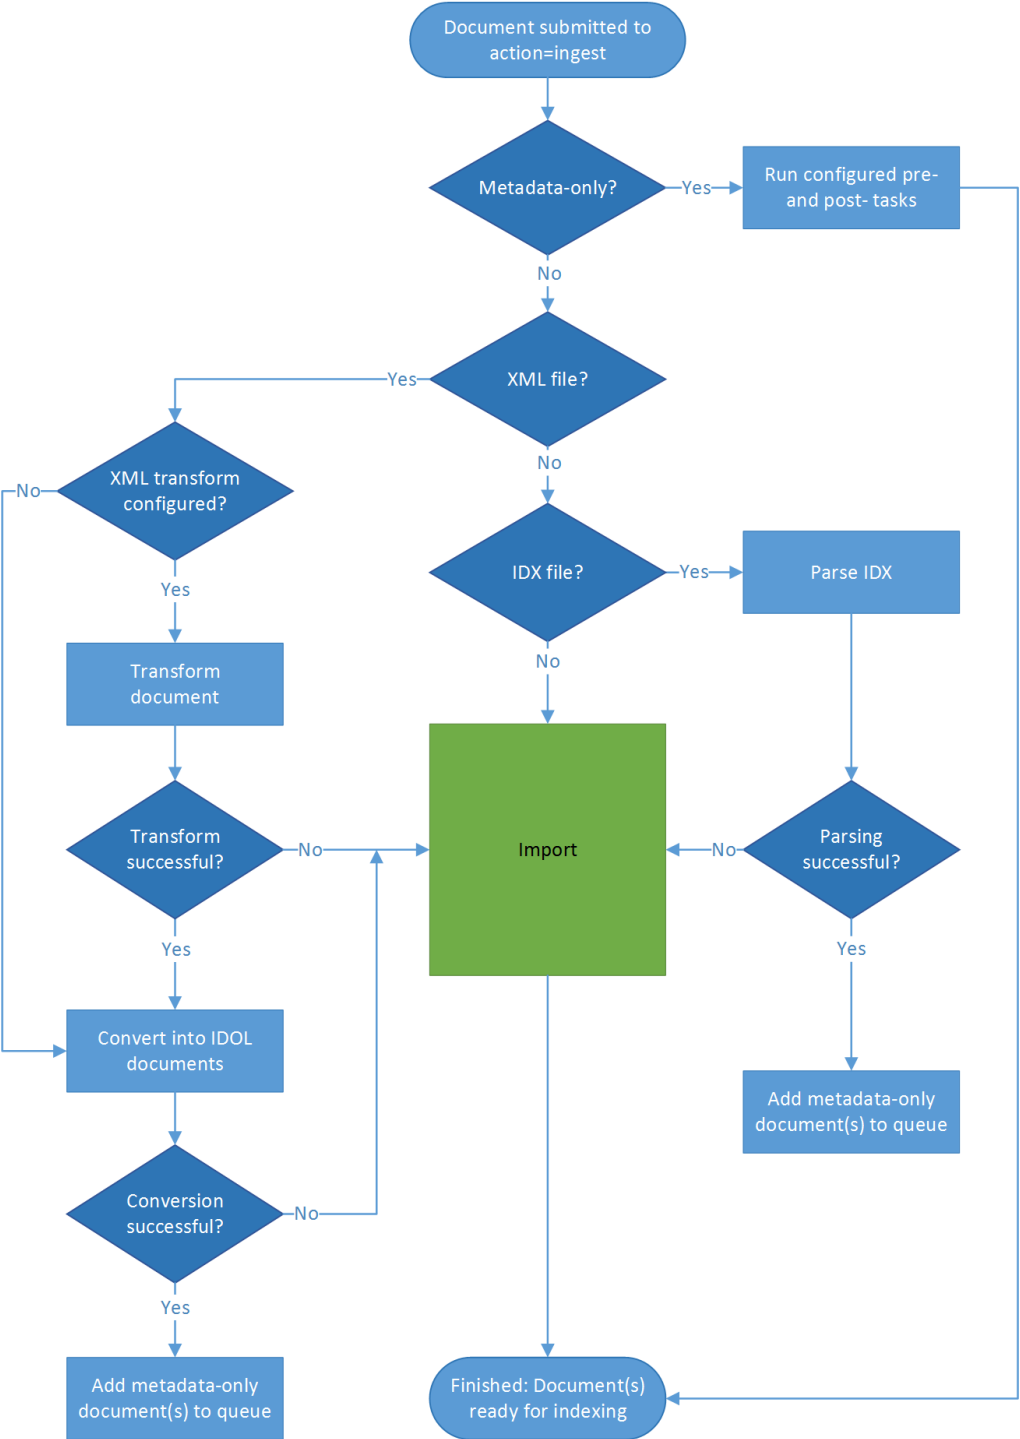 Document submitted to
action=ingest
Metadata-only?
Yes
Run configured pre-
and post- tasks
No
XML file?
Yes
No
XML transform
configured?
No
Yes
IDX file?
Yes
Parse IDX
No
Transform
document
Transform
successful?
No
Import
No
Parsing
successful?
Yes
Yes
Convert into IDOL
documents
Add metadata-only
document(s) to queue
Conversion
successful?
No
Yes
Add metadata-only
document(s) to queue
Finished: Document(s)
ready for indexing